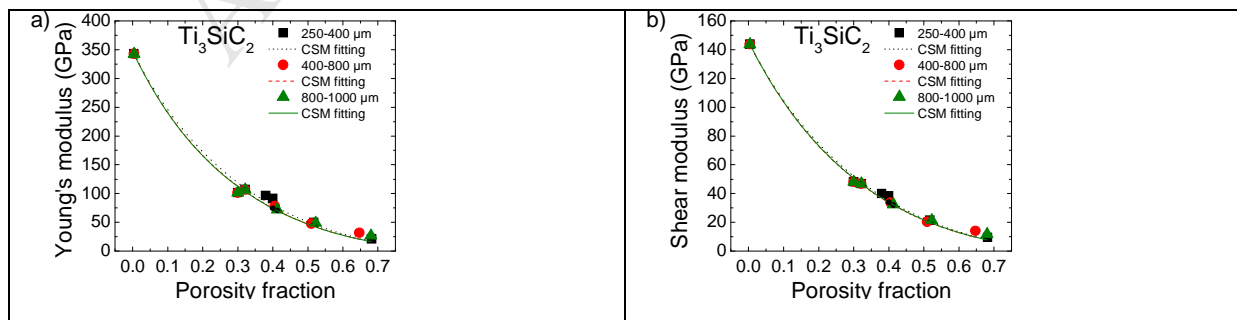 a)
Ti₃SiC₂
250-400 µm
CSM fitting
400-800 µm
CSM fitting
800-1000 µm
CSM fitting
400
350
300
250
200
150
100
50
0
Young's modulus (GPa)
0.0 0.1 0.2 0.3 0.4 0.5 0.6 0.7
Porosity fraction
b)
Ti₃SiC₂
250-400 µm
CSM fitting
400-800 µm
CSM fitting
800-1000 µm
CSM fitting
160
140
120
100
80
60
40
20
0
Shear modulus (GPa)
0.0 0.1 0.2 0.3 0.4 0.5 0.6 0.7
Porosity fraction